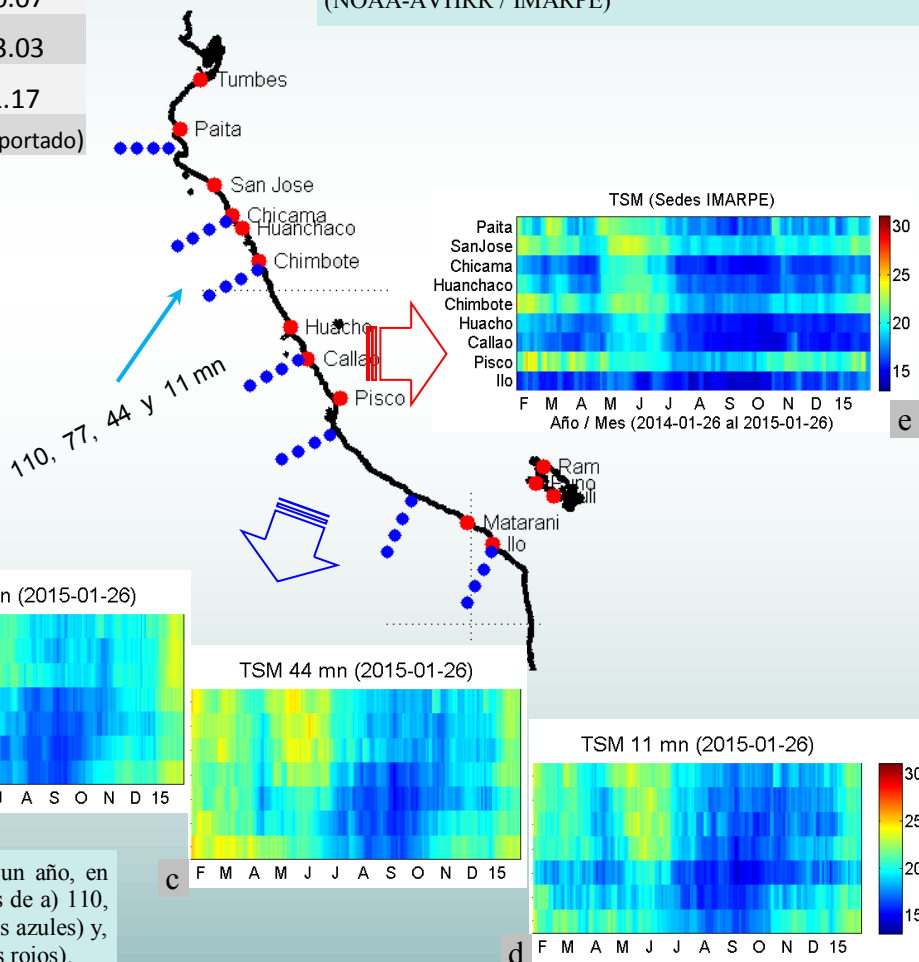 (NOAA-AVHRR / IMARPE)
3.03
.17
portado)
Tumbes
Paita
San Jose
Chicama
Huanchaco
Chimbote
Huacho
Callao
Pisco
110, 77, 44 y 11 mn
Ram
Matarani
Ilo
TSM (Sedes IMARPE)
Paita
SanJose
Chicama
Huanchaco
Chimbote
Huacho
Callao
Pisco
Ilo
30
25
20
15
F M A M J J A S O N D 15
Año / Mes (2014-01-26 al 2015-01-26)
e
n (2015-01-26)
A S O N D 15
TSM 44 mn (2015-01-26)
F M A M J J A S O N D 15
c
TSM 11 mn (2015-01-26)
30
25
20
15
F M A M J J A S O N D 15
d
un año, en
s de a) 110,
s azules) y,
s rojos).